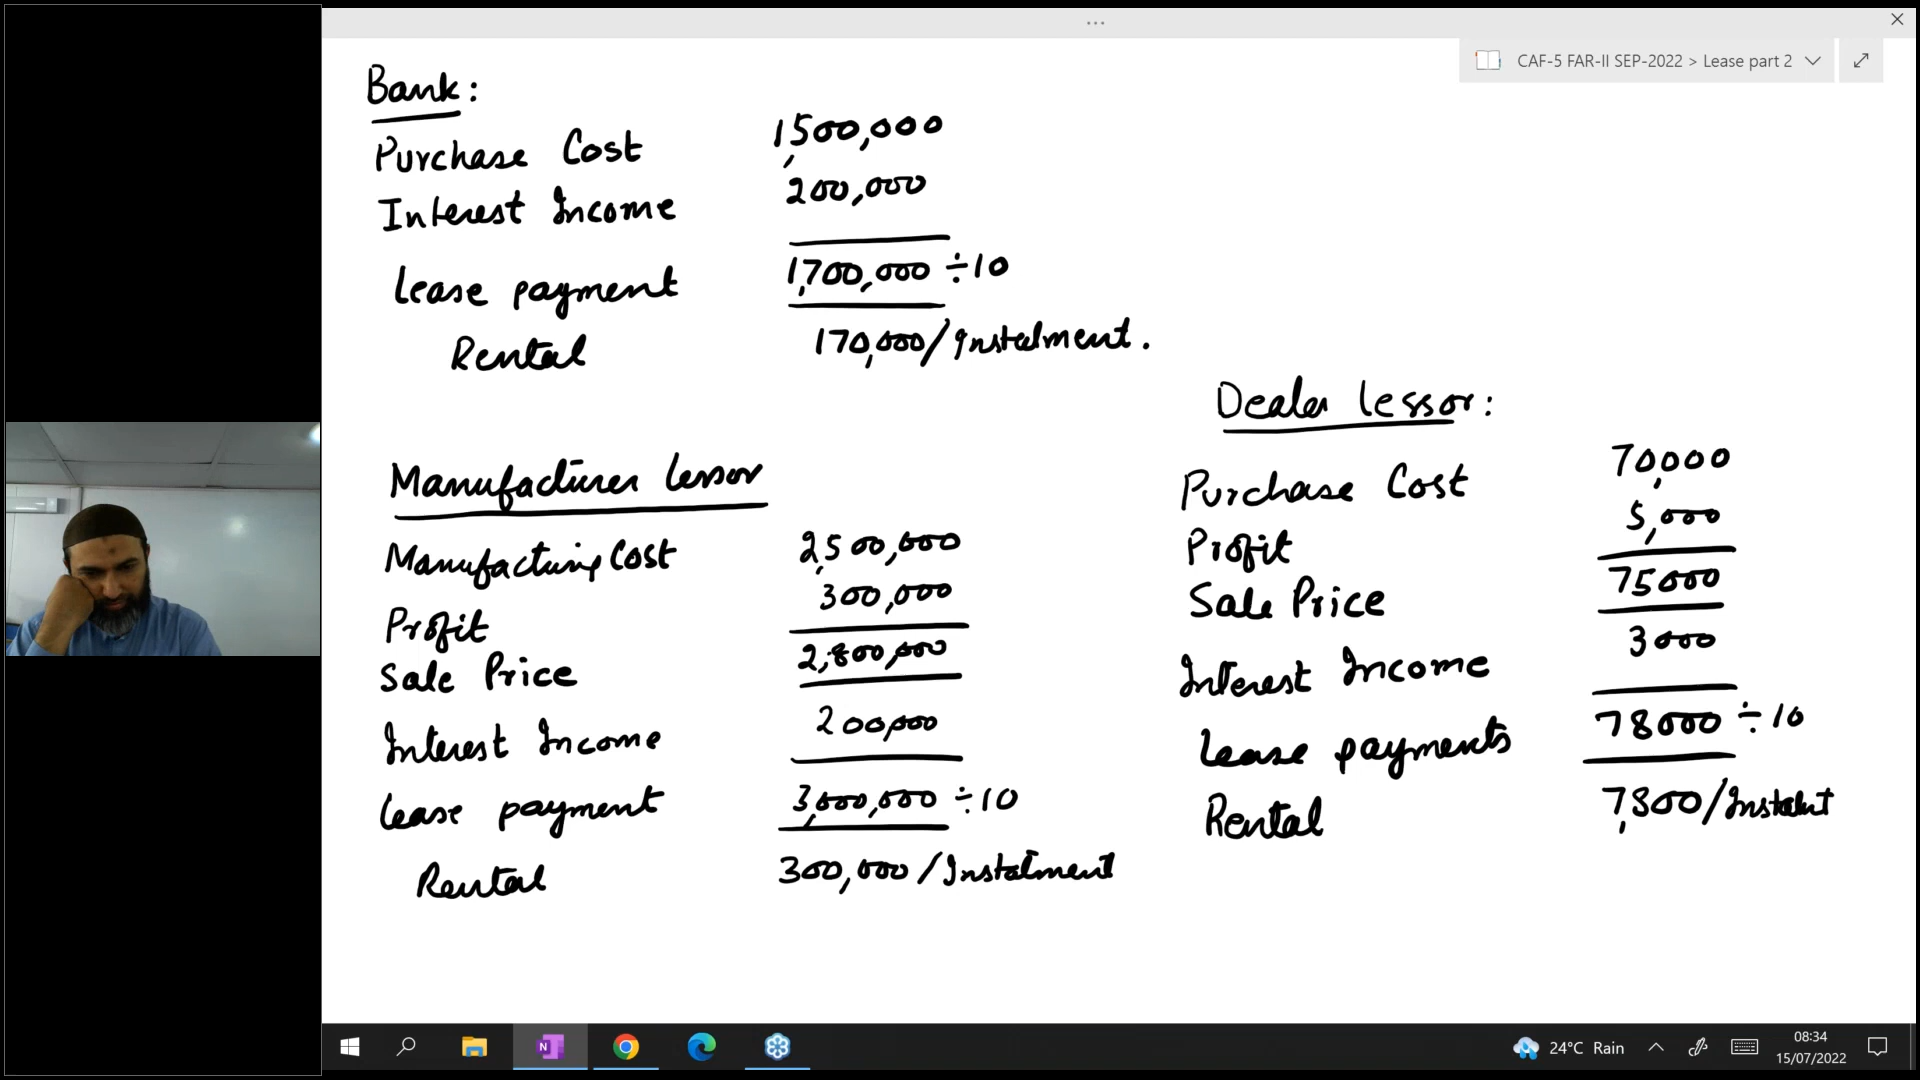 ...
CAF-5 FAR-II SEP-2022 > Lease part 2
Bank:
Purchase Cost 1,500,000
Interest Income 200,000
Lease payment 1,700,000 ÷10
Rental 170,000/Instalment.
Manufacturer lessor
Manufacturing Cost 2,500,000
Profit 300,000
Sale Price 2,800,000
Interest Income 200,000
Lease payment 3,000,000 ÷10
Rental 300,000/Instalment
Dealer lessor:
Purchase Cost 70,000
Profit 5,000
Sale Price 75000
Interest Income 3000
Lease payments 78000 ÷10
Rental 7,800/
24°C Rain
08:34
15/07/2022